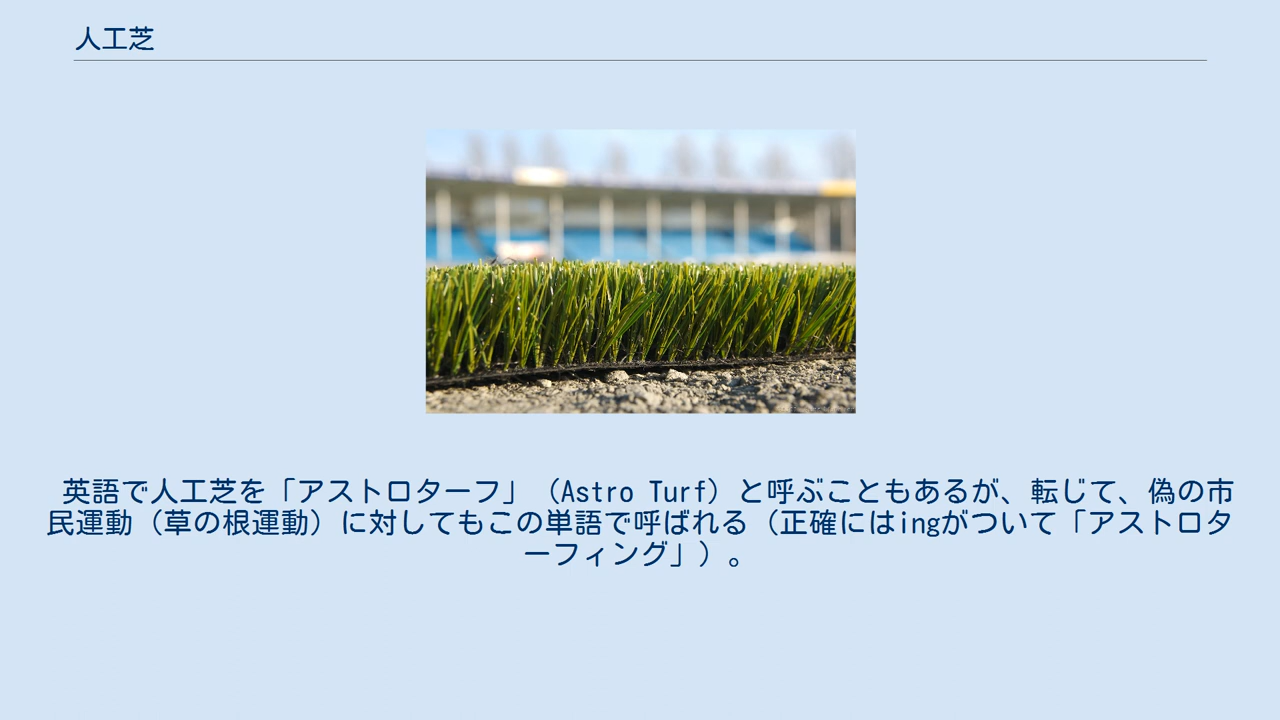 人工芝
英語で人工芝を「アストロターフ」（Astro Turf）と呼ぶこともあるが、転じて、偽の市
民運動（草の根運動）に対してもこの単語で呼ばれる（正確にはingがついて「アストロタ
ーフィング」）。